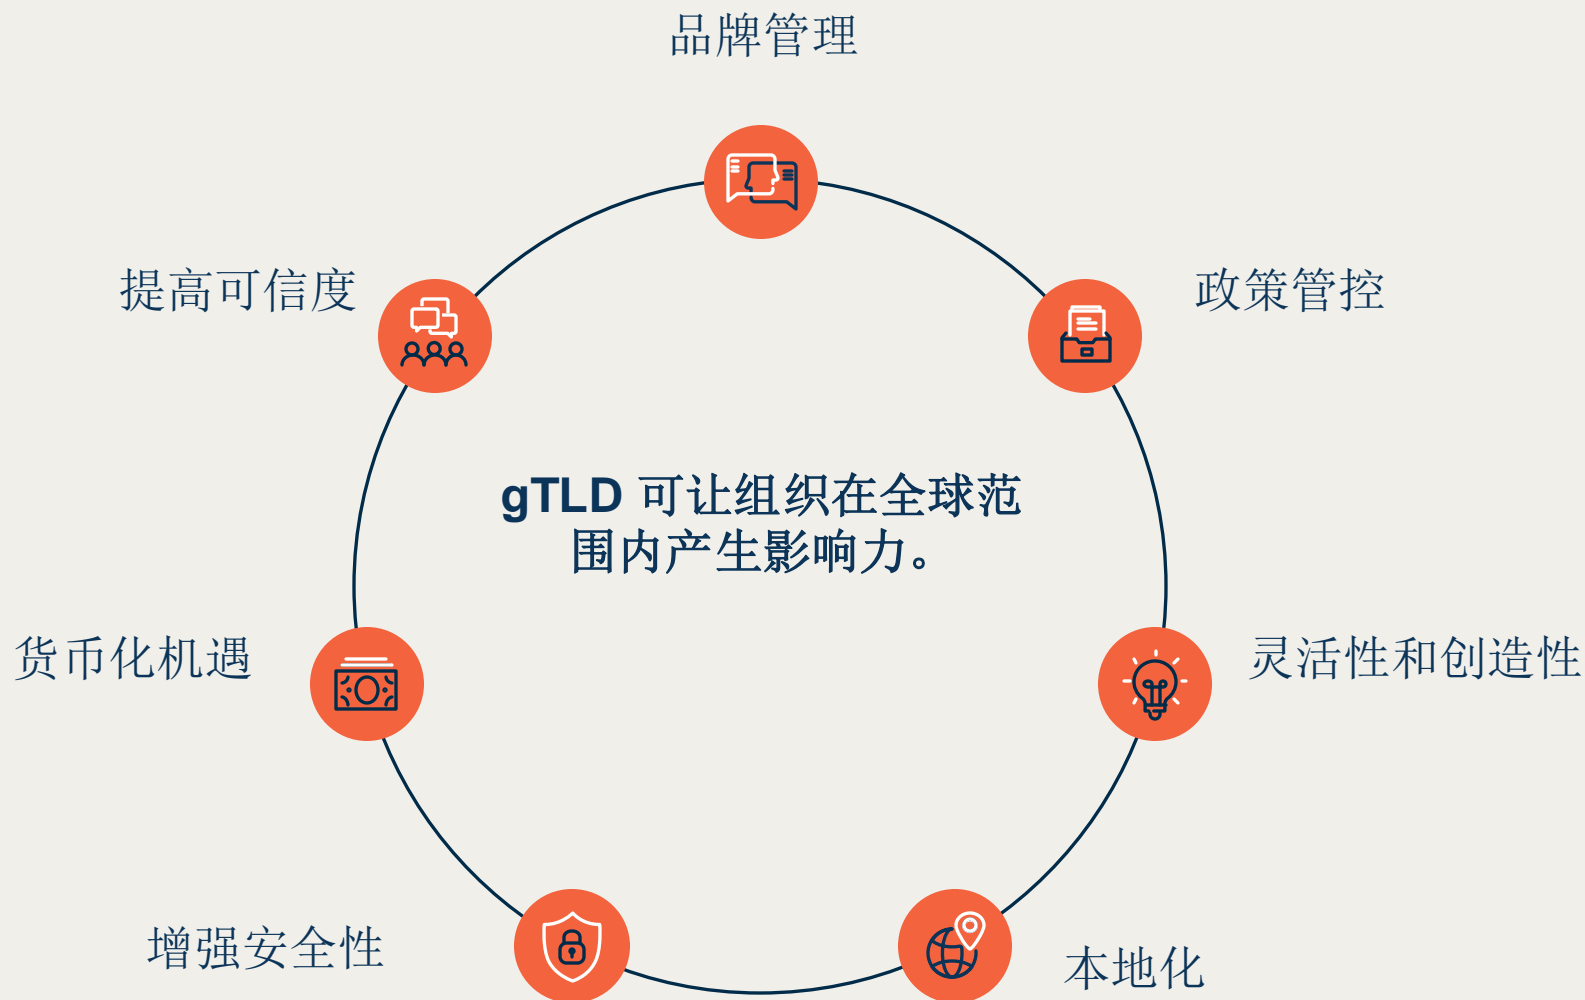 品牌管理
提高可信度
政策管控
gTLD 可让组织在全球范
围内产生影响力。
货币化机遇
灵活性和创造性
增强安全性
本地化